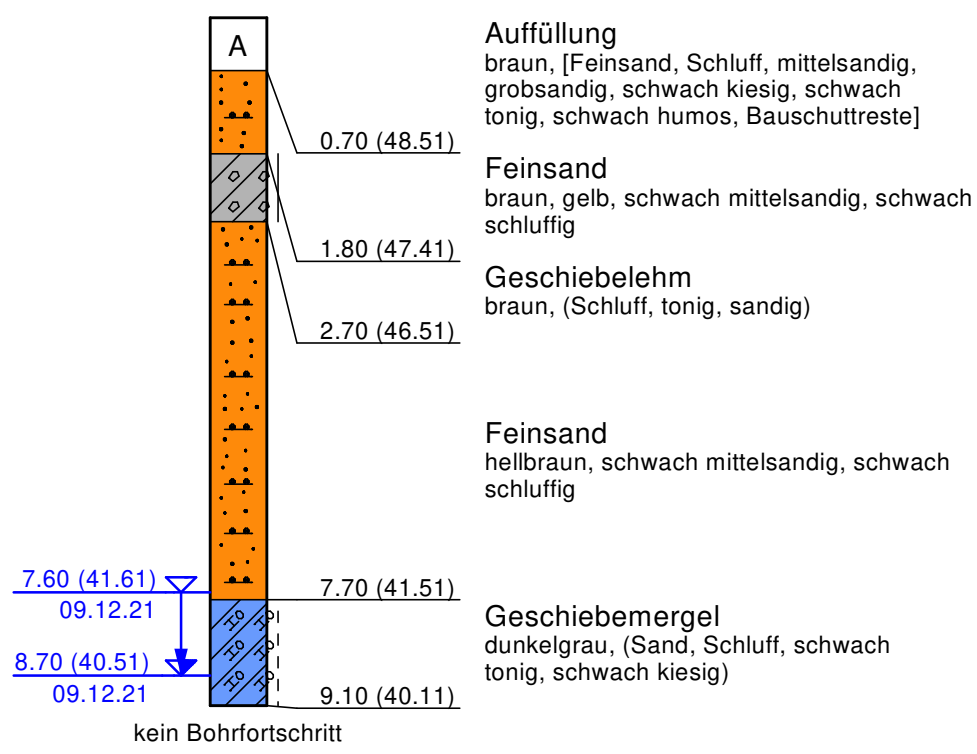 A
Auffüllung
braun, [Feinsand, Schluff, mittelsandig,
grobsandig, schwach kiesig, schwach
tonig, schwach humos, Bauschuttreste]
0.70 (48.51)
Feinsand
braun, gelb, schwach mittelsandig, schwach
schluffig
1.80 (47.41)
Geschiebelehm
braun, (Schluff, tonig, sandig)
2.70 (46.51)
Feinsand
hellbraun, schwach mittelsandig, schwach
schluffig
7.60 (41.61)
09.12.21
7.70 (41.51)
Geschiebemergel
dunkelgrau, (Sand, Schluff, schwach
tonig, schwach kiesig)
8.70 (40.51)
09.12.21
9.10 (40.11)
kein Bohrfortschritt